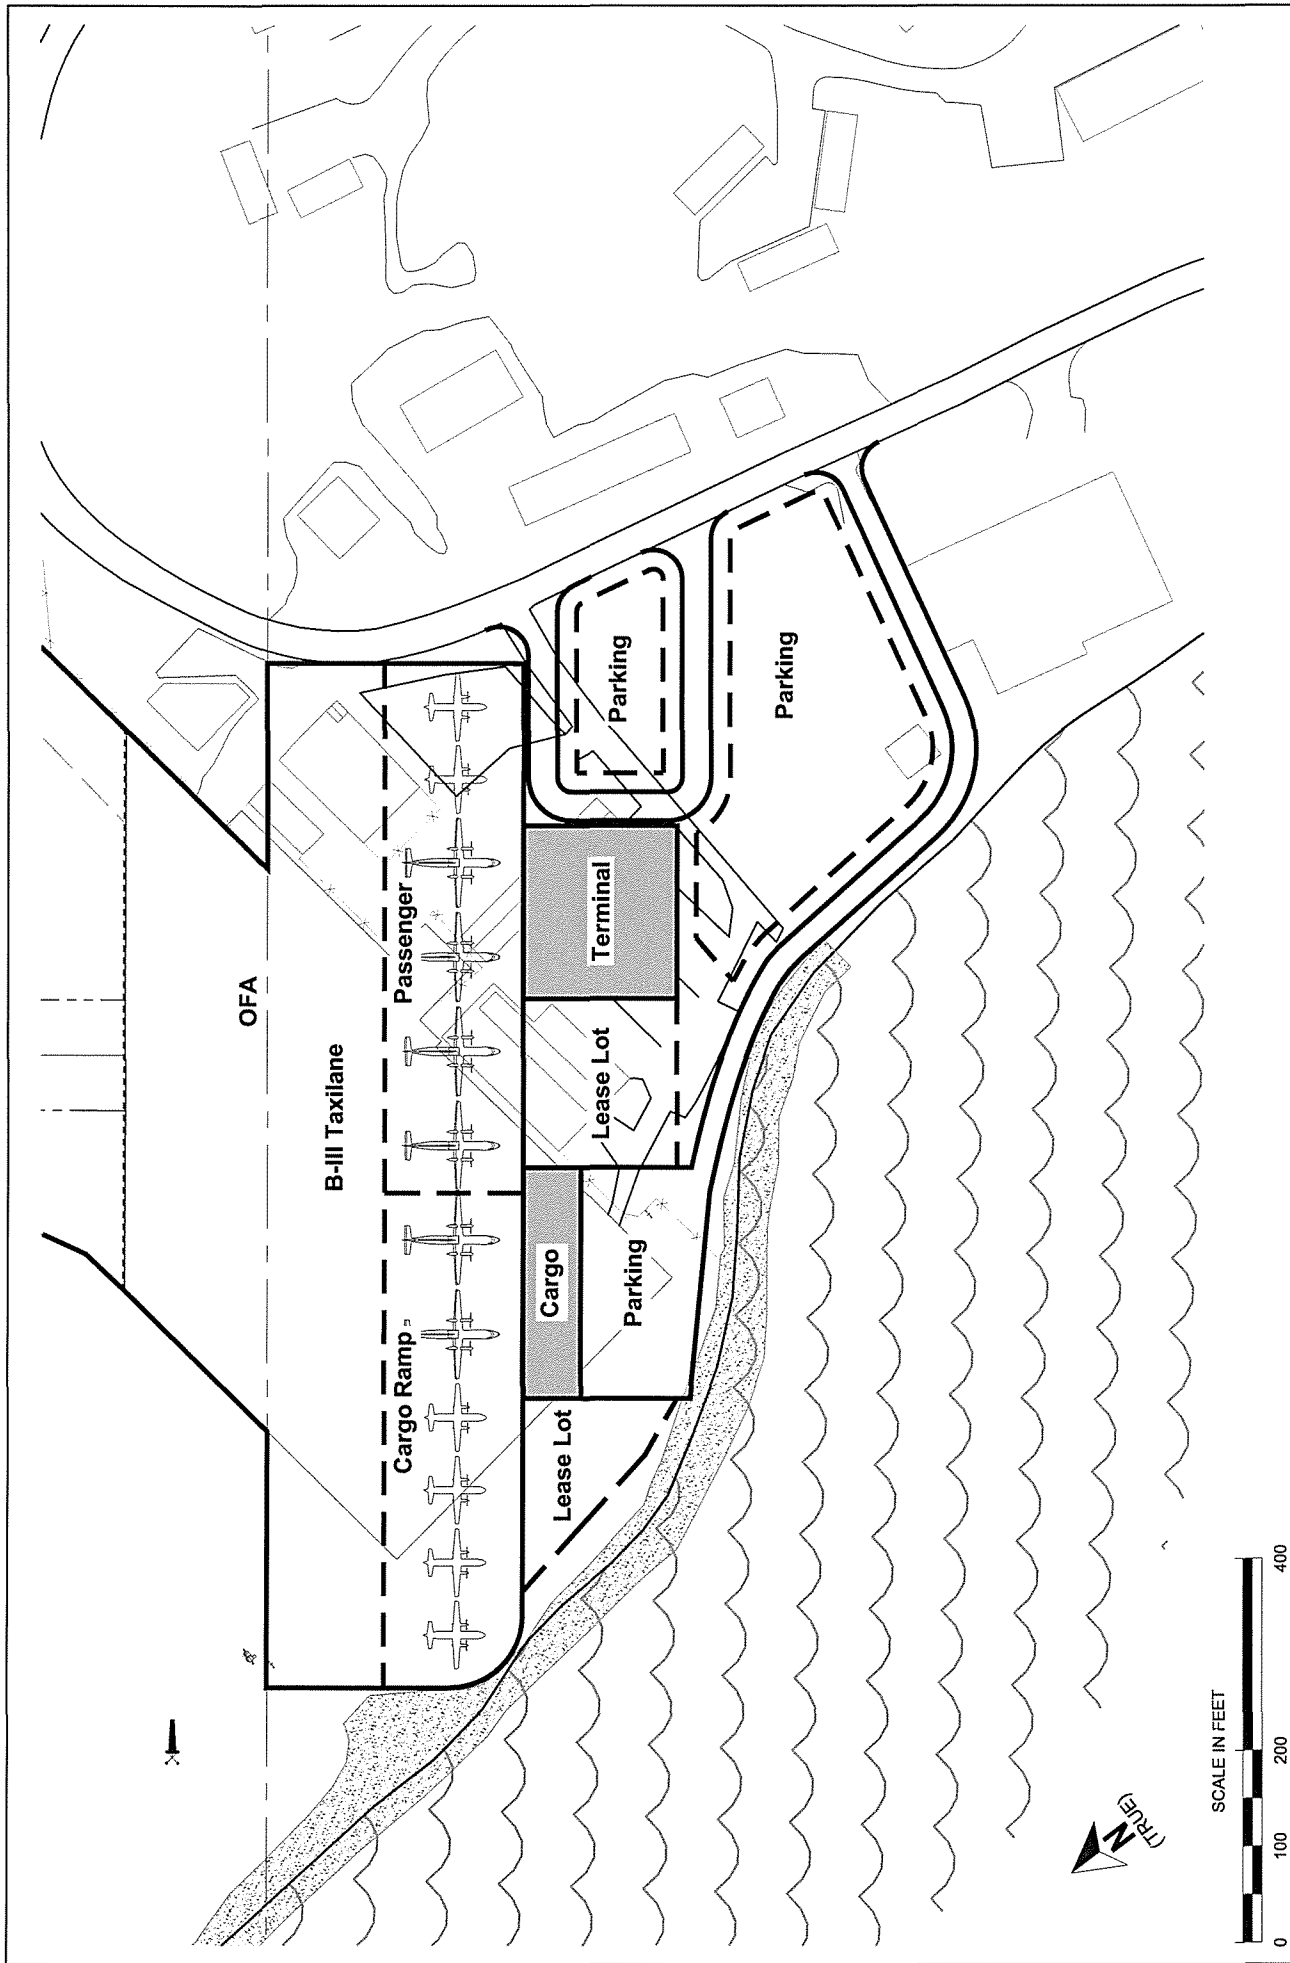 OFA
B-III Taxilane
Cargo Ramp
Passenger
Lease Lot
Cargo
Parking
Lease Lot
Terminal
Parking
Parking
N
(TRUE)
SCALE IN FEET
0 100 200 400